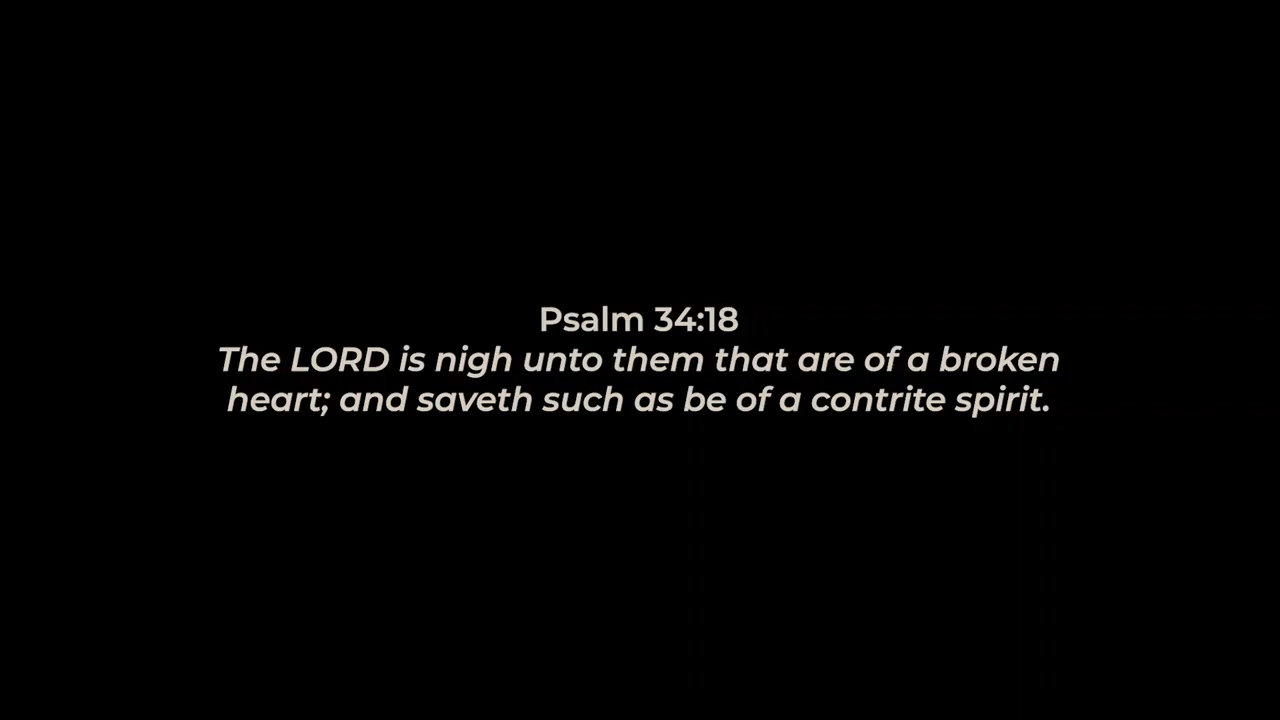 Psalm 34:18
The LORD is nigh unto them that are of a broken
heart; and saveth such as be of a contrite spirit.